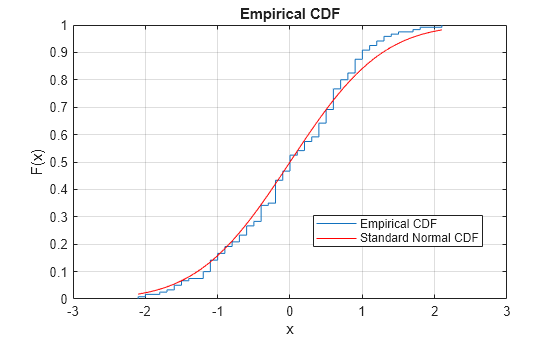 Empirical CDF
1
0.9
0.8
0.7
0.6
0.5
0.4
0.3
0.2
0.1
0
F(x)
Empirical CDF
Standard Normal CDF
-3 -2 -1 0 1 2 3
x